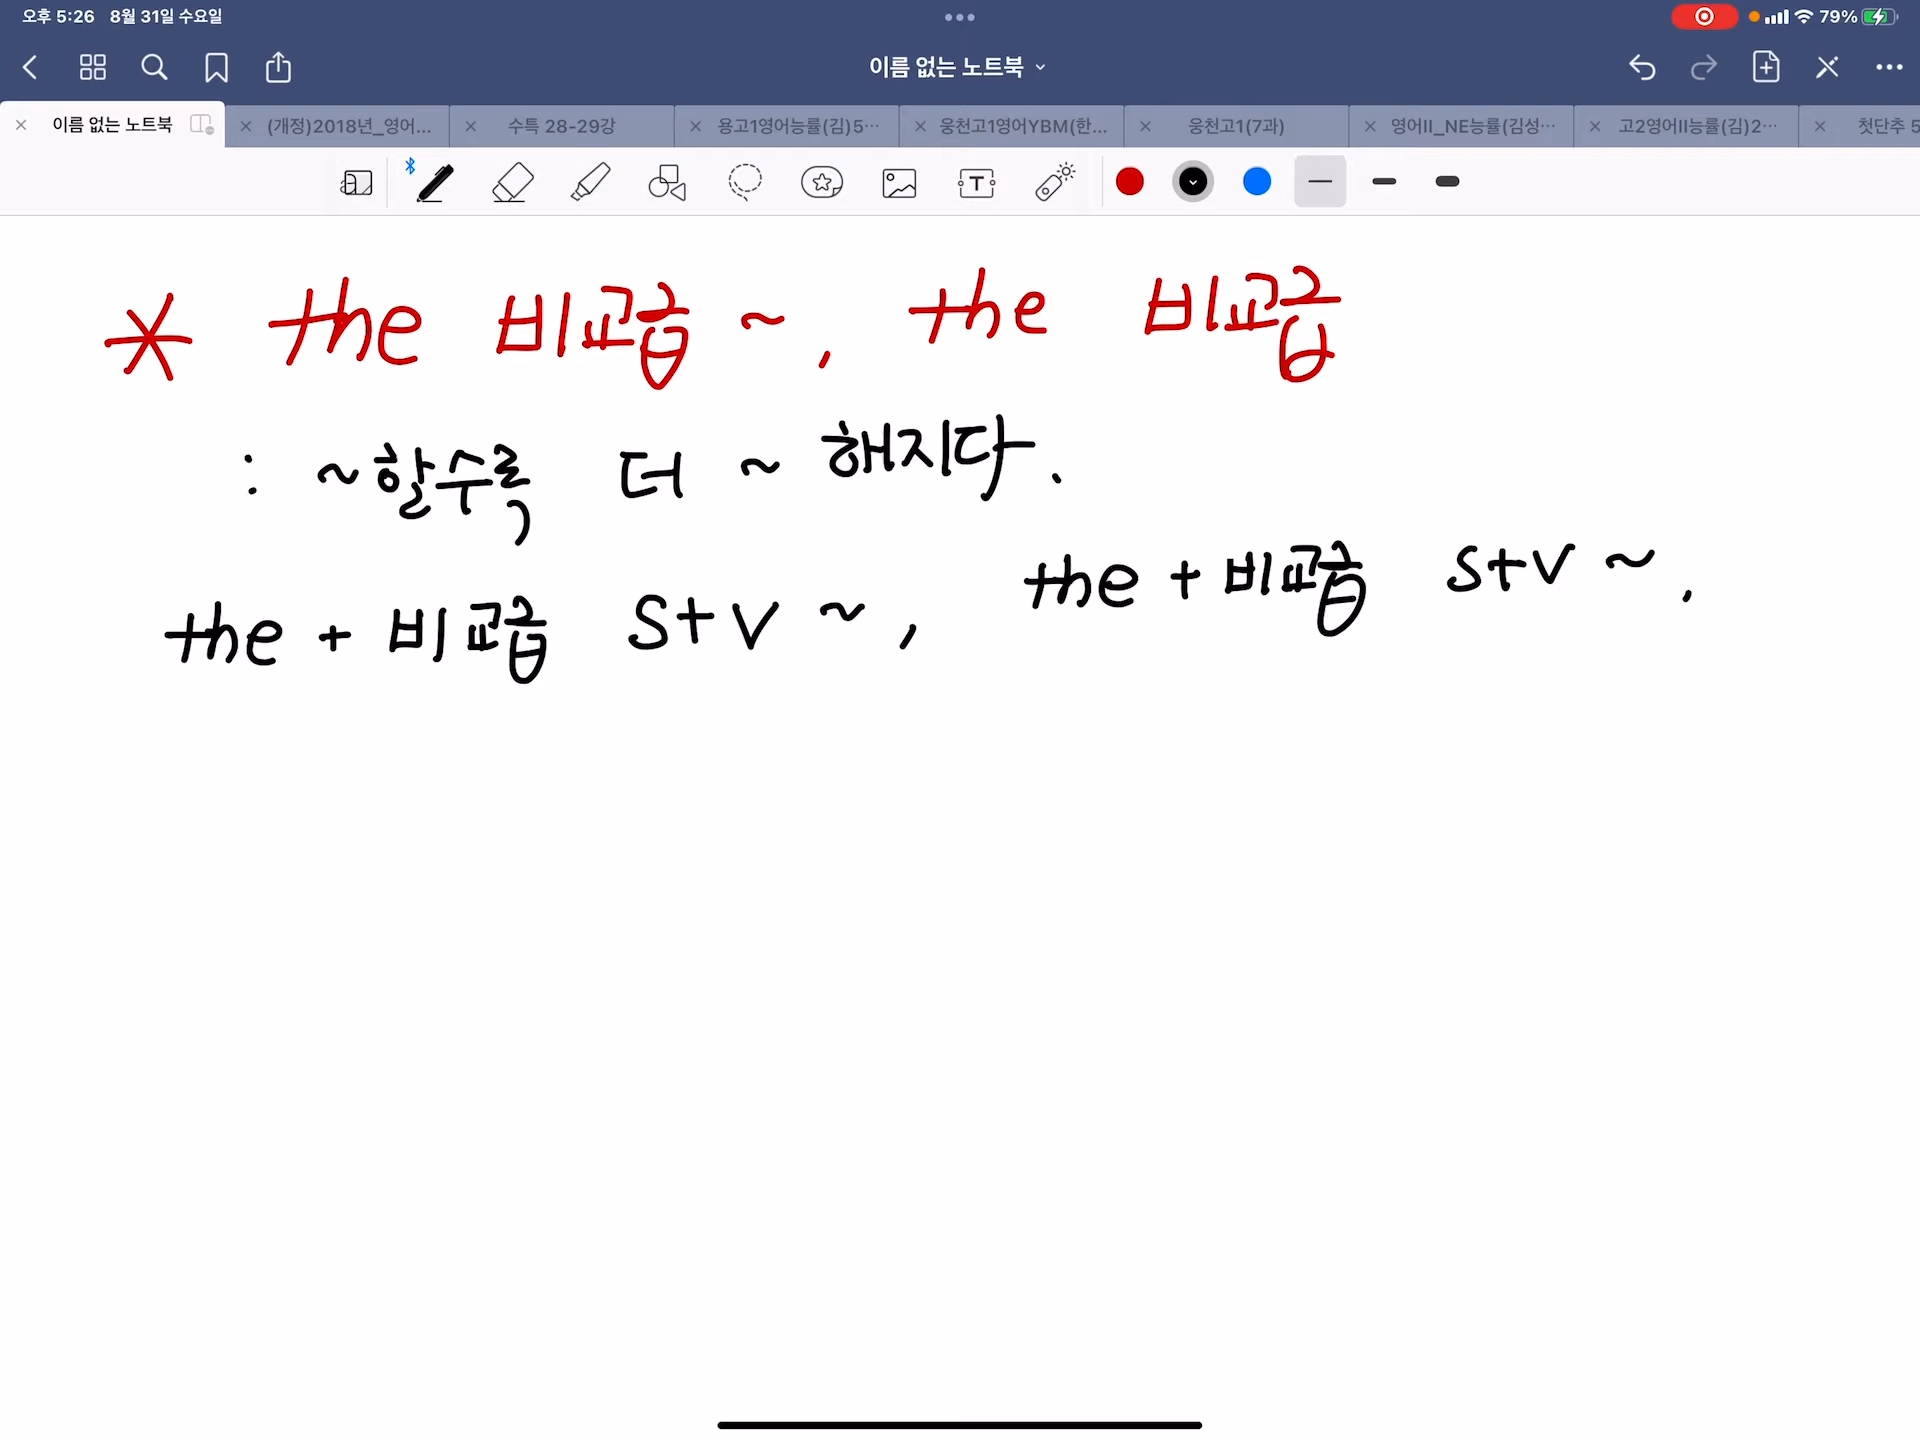 오후 5:26 8월 31일 수요일 79%
이름 없는 노트북
이름 없는 노트북 (개정)2018년_영어... 수특 28-29강 용고1영어능률(김)5... 웅천고1영어YBM(한... 웅천고1(7과) 영어II_NE능률(김성... 고2영어II능률(김)2... 첫단추 5
* the 비교급 ~, the 비교급
: ~할수록 더 ~ 해지다.
the + 비교급 S+V ~, the + 비교급 S+V ~.